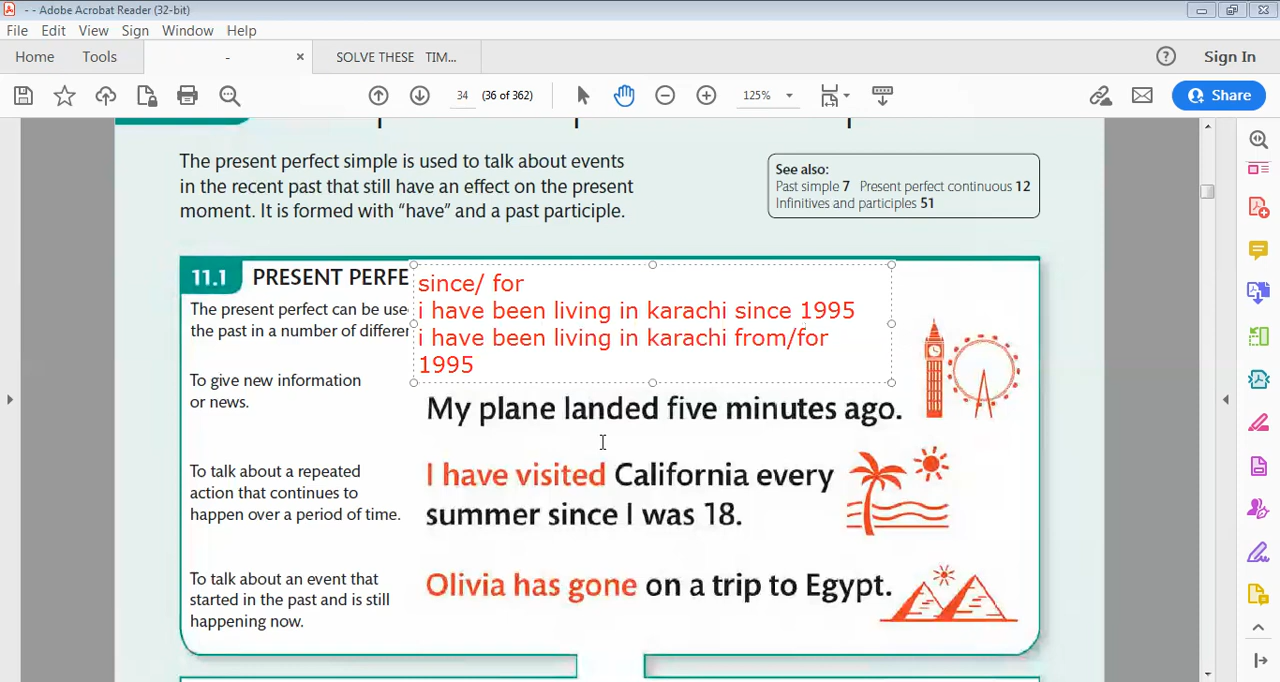 - - Adobe Acrobat Reader (32-bit)
File Edit View Sign Window Help
Home Tools - × SOLVE THESE TIM... ? Sign In
34 (36 of 362) 125% Share
The present perfect simple is used to talk about events
in the recent past that still have an effect on the present
moment. It is formed with “have” and a past participle.
See also:
Past simple 7 Present perfect continuous 12
Infinitives and participles 51
11.1 PRESENT PERFE
The present perfect can be use
the past in a number of differer
since/ for
i have been living in karachi since 1995
i have been living in karachi from/for
1995
To give new information
or news.
My plane landed five minutes ago.
To talk about a repeated
action that continues to
happen over a period of time.
I have visited California every
summer since I was 18.
To talk about an event that
started in the past and is still
happening now.
Olivia has gone on a trip to Egypt.